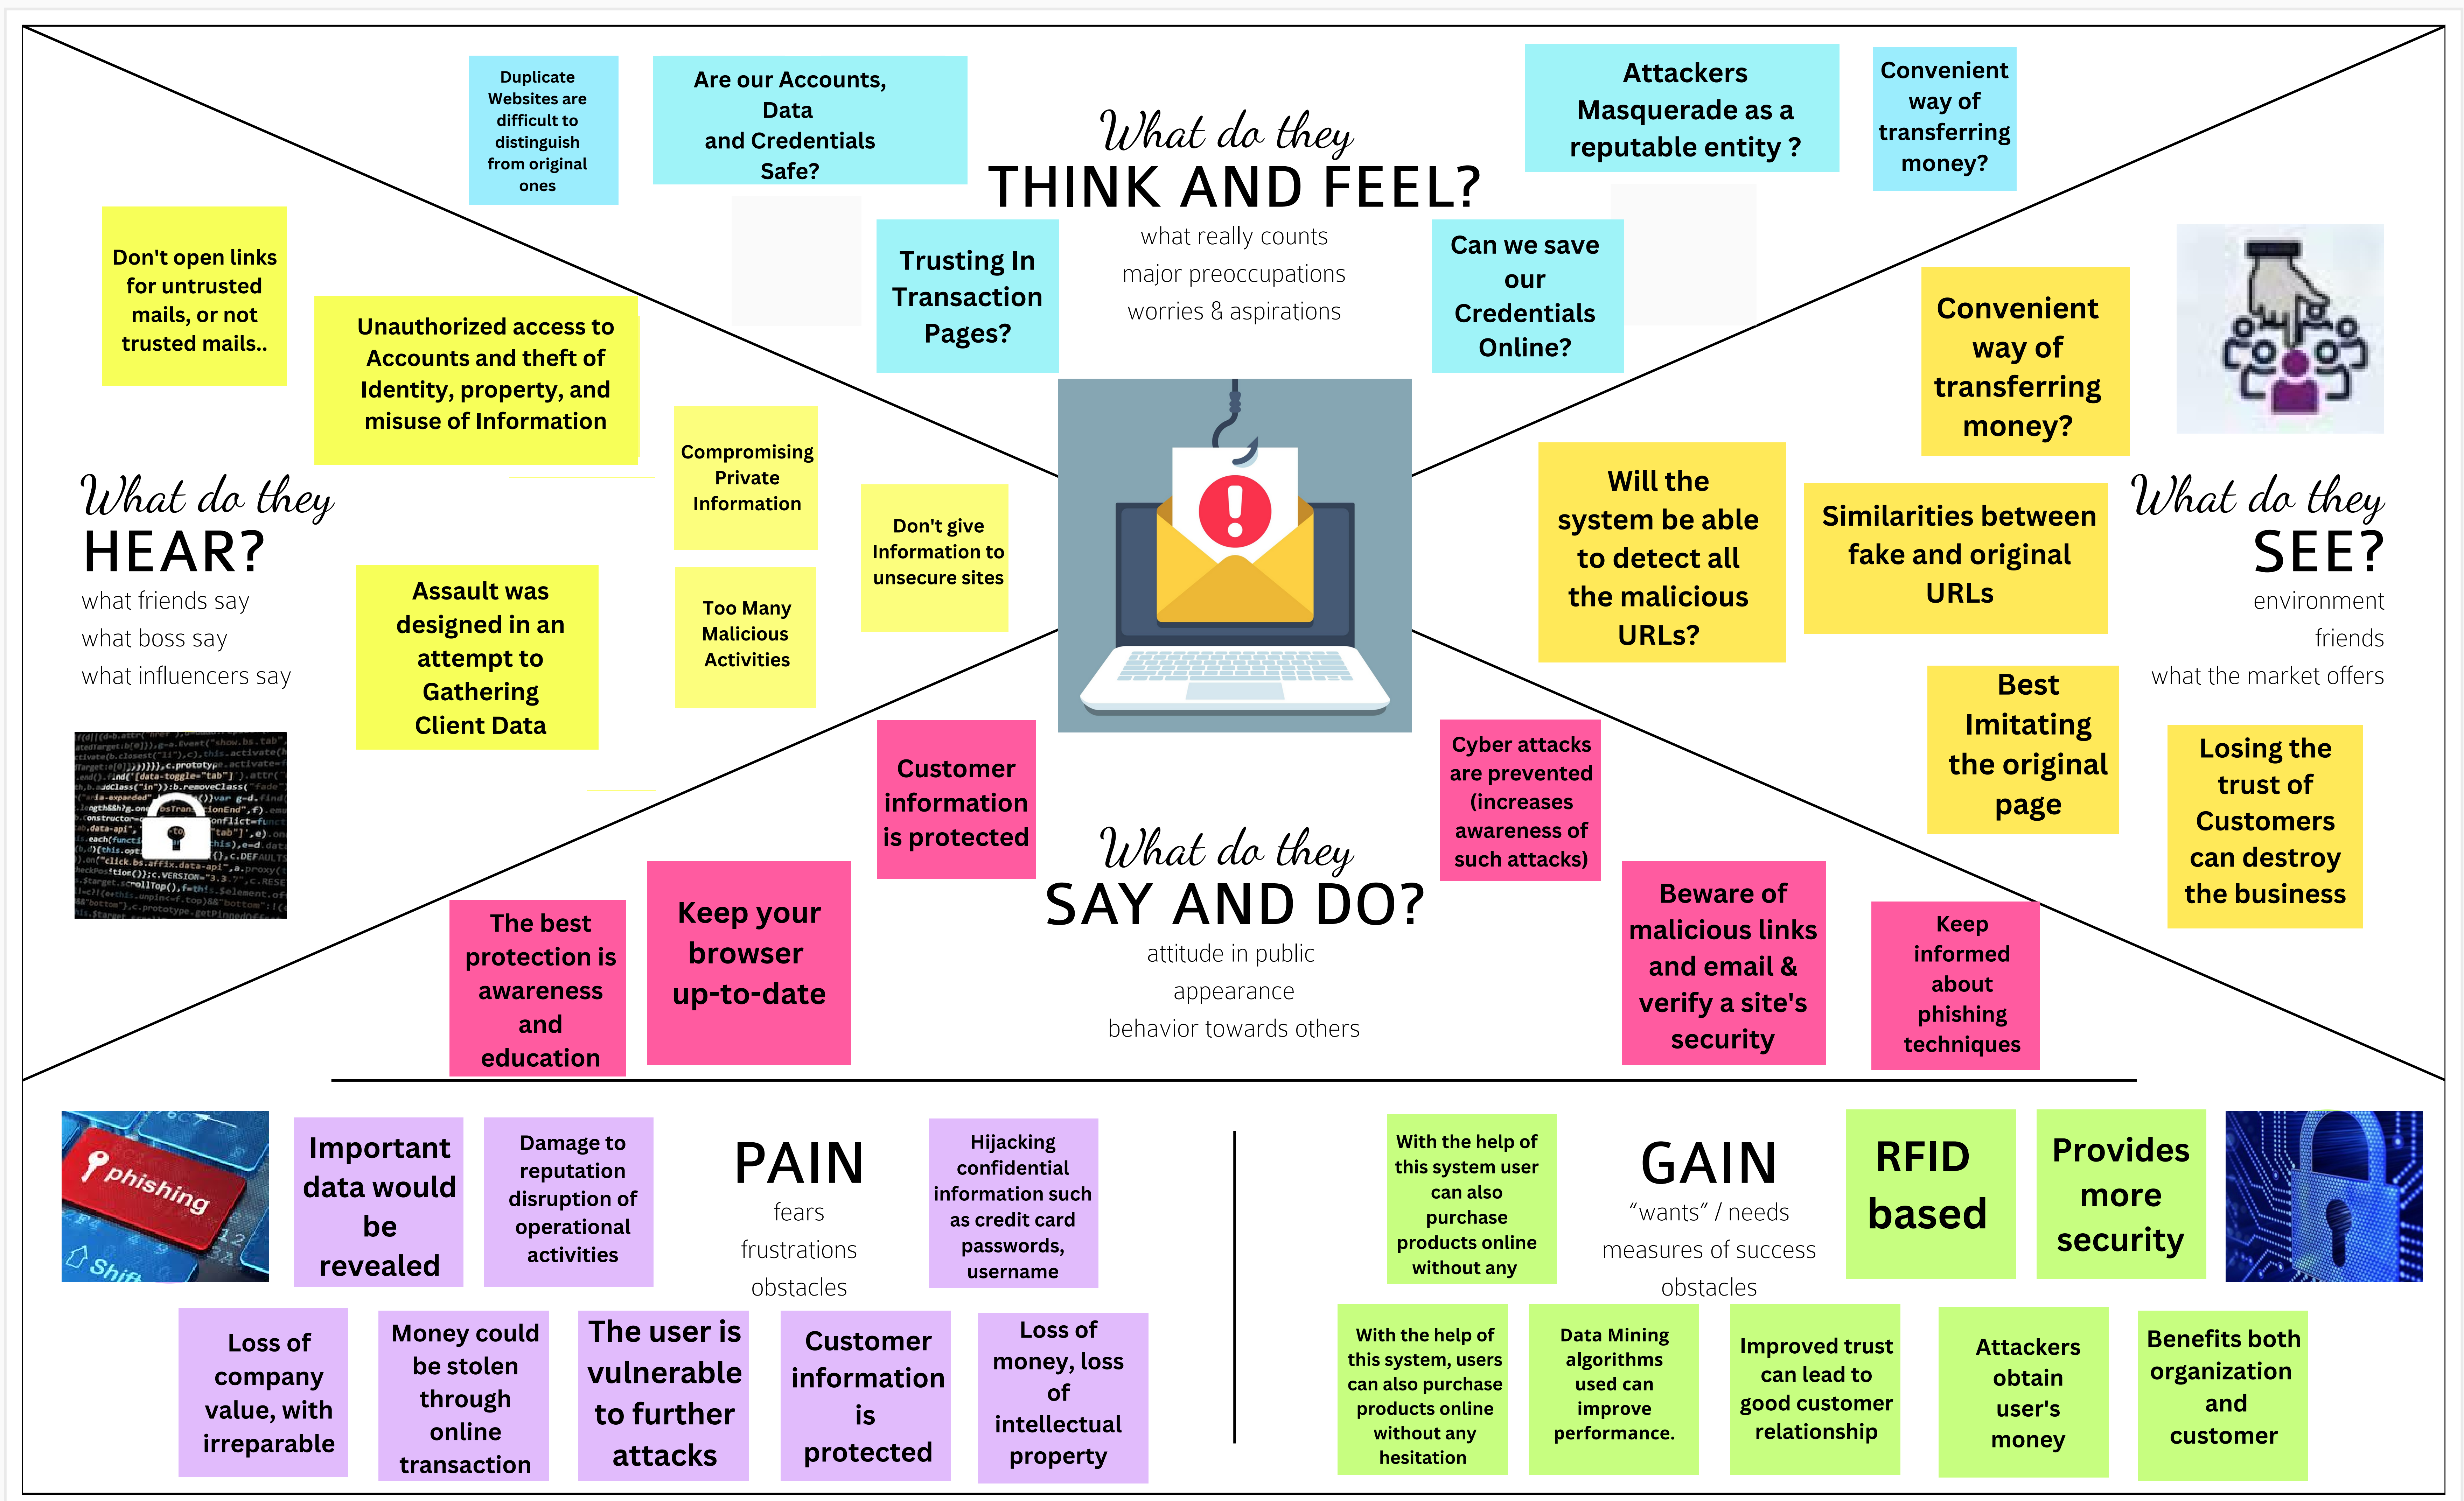 Duplicate
Websites are
difficult to
distinguish
from original
ones
Are our Accounts,
Data
and Credentials
Safe?
What do they
THINK AND FEEL?
what really counts
major preoccupations
worries & aspirations
Trusting In
Transaction
Pages?
Can we save
our
Credentials
Online?
Attackers
Masquerade as a
reputable entity ?
Convenient
way of
transferring
money?
Don't open links
for untrusted
mails, or not
trusted mails..
Unauthorized access to
Accounts and theft of
Identity, property, and
misuse of Information
Compromising
Private
Information
Don't give
Information to
unsecure sites
What do they
HEAR?
what friends say
what boss say
what influencers say
Assault was
designed in an
attempt to
Gathering
Client Data
Too Many
Malicious
Activities
Convenient
way of
transferring
money?
Will the
system be able
to detect all
the malicious
URLs?
Similarities between
fake and original
URLs
What do they
SEE?
environment
friends
what the market offers
Best
Imitating
the original
page
Losing the
trust of
Customers
can destroy
the business
Customer
information
is protected
What do they
SAY AND DO?
attitude in public
appearance
behavior towards others
Cyber attacks
are prevented
(increases
awareness of
such attacks)
The best
protection is
awareness
and
education
Keep your
browser
up-to-date
Beware of
malicious links
and email &
verify a site's
security
Keep
informed
about
phishing
techniques
phishing
Shift
Important
data would
be
revealed
Damage to
reputation
disruption of
operational
activities
PAIN
fears
frustrations
obstacles
Hijacking
confidential
information such
as credit card
passwords,
username
Loss of
company
value, with
irreparable
Money could
be stolen
through
online
transaction
The user is
vulnerable
to further
attacks
Customer
information
is
protected
Loss of
money, loss
of
intellectual
property
With the help of
this system user
can also
purchase
products online
without any
GAIN
“wants” / needs
measures of success
obstacles
RFID
based
Provides
more
security
With the help of
this system, users
can also purchase
products online
without any
hesitation
Data Mining
algorithms
used can
improve
performance.
Improved trust
can lead to
good customer
relationship
Attackers
obtain
user's
money
Benefits both
organization
and
customer